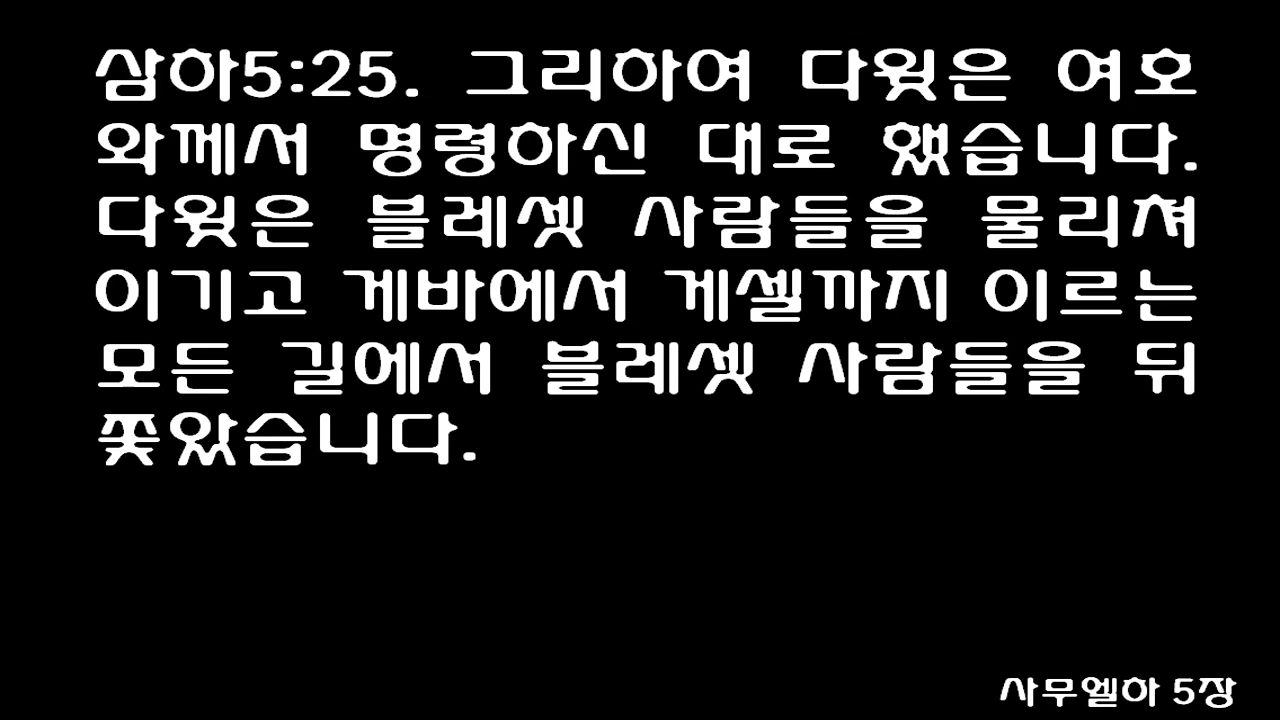 삼하5:25. 그리하여 다윗은 여호
와께서 명령하신 대로 했습니다.
다윗은 블레셋 사람들을 물리쳐
이기고 게바에서 게셀까지 이르는
모든 길에서 블레셋 사람들을 뒤
쫓았습니다.
사무엘하 5장